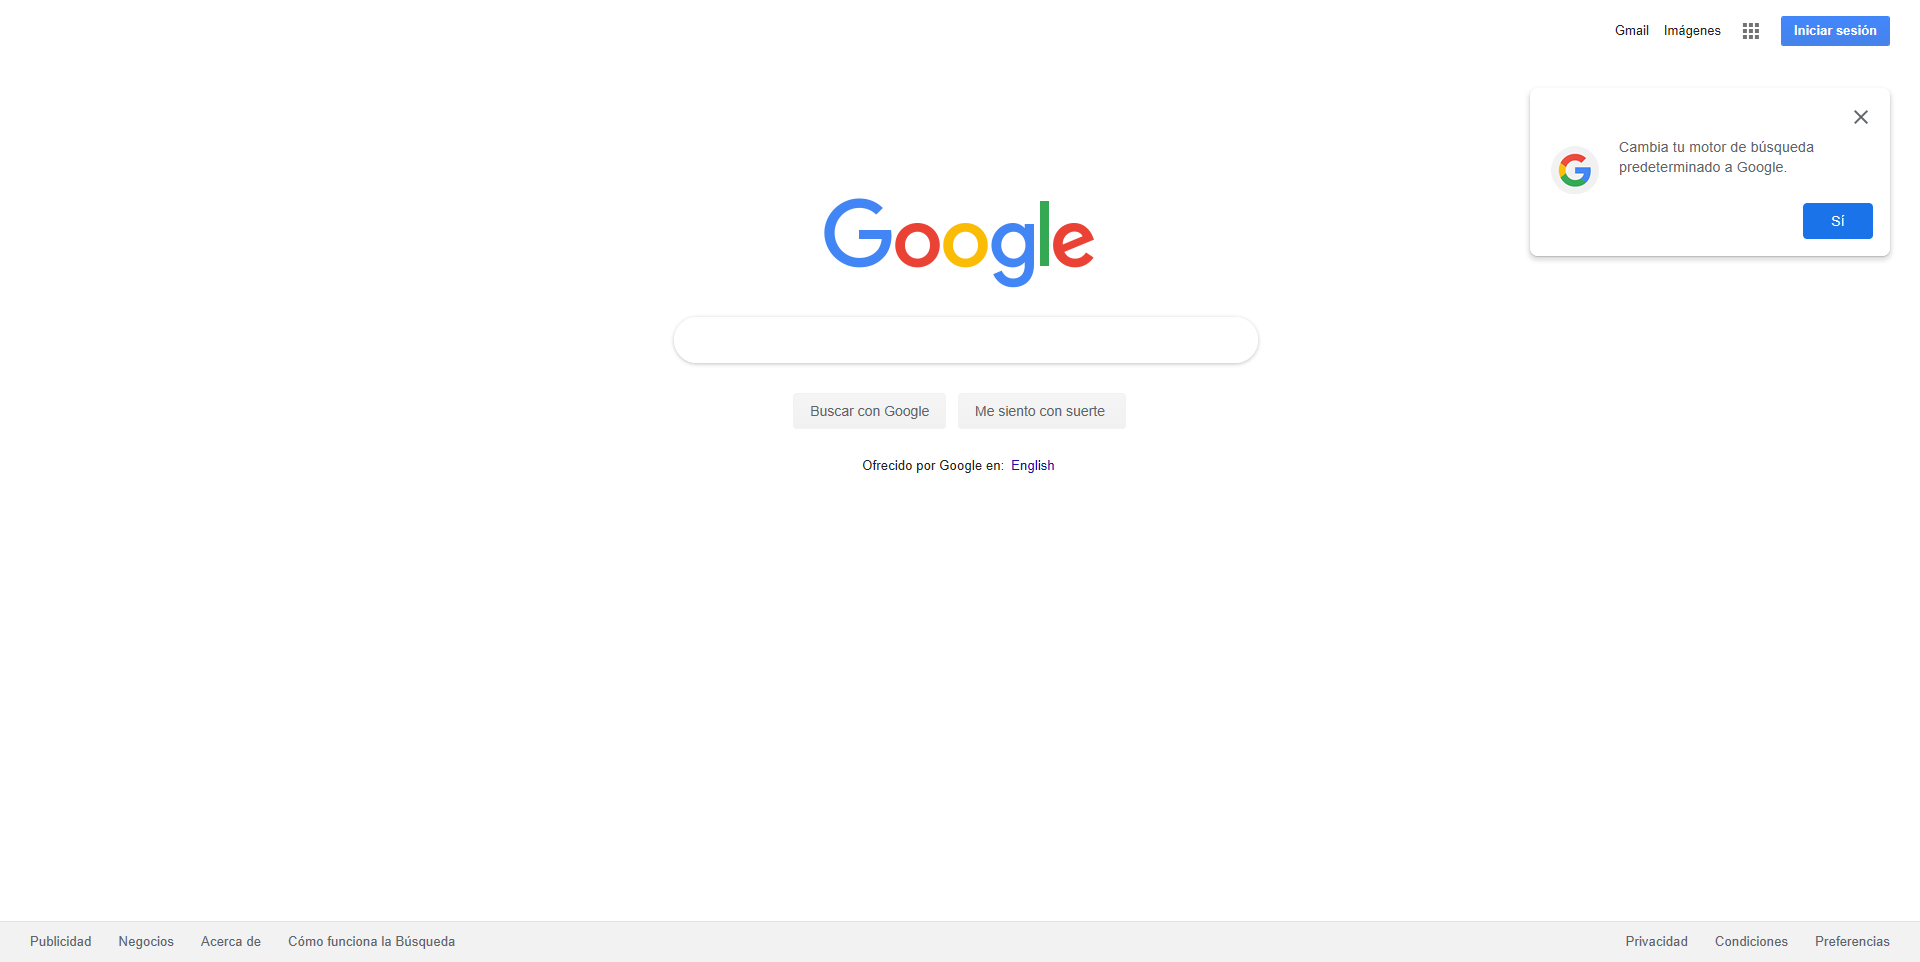 Gmail Imágenes Iniciar sesión
Cambia tu motor de búsqueda
predeterminado a Google.
Sí
Google
Buscar con Google Me siento con suerte
Ofrecido por Google en: English
Publicidad Negocios Acerca de Cómo funciona la Búsqueda Privacidad Condiciones Preferencias